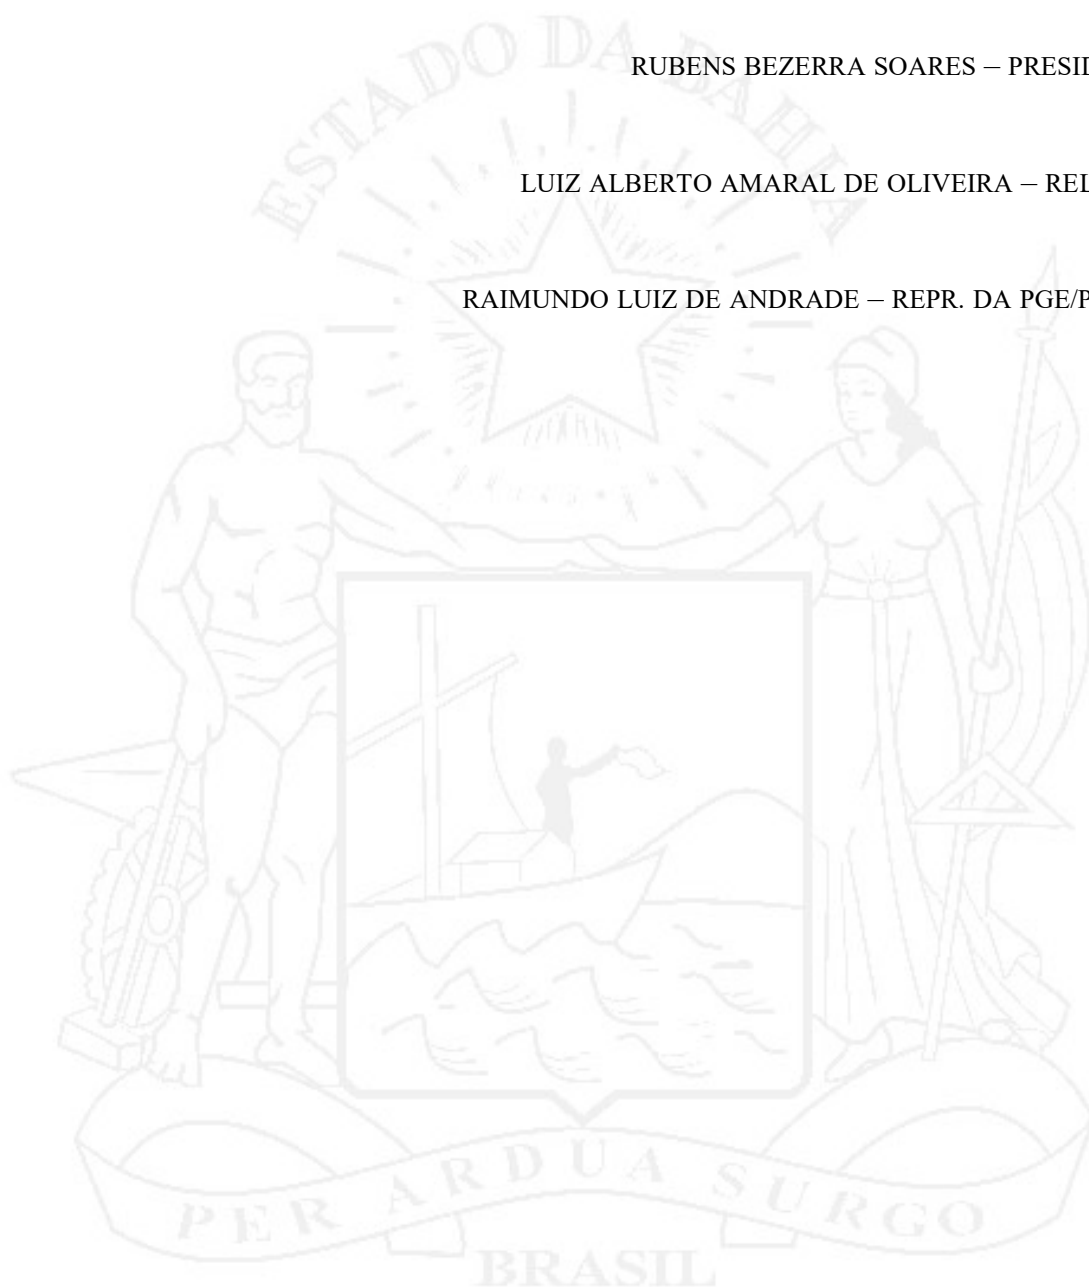 ESTADO DA BAHIA
RUBENS BEZERRA SOARES – PRESID
LUIZ ALBERTO AMARAL DE OLIVEIRA – REL
RAIMUNDO LUIZ DE ANDRADE – REPR. DA PGE/P
PER ARDUA SURGO
BRASIL